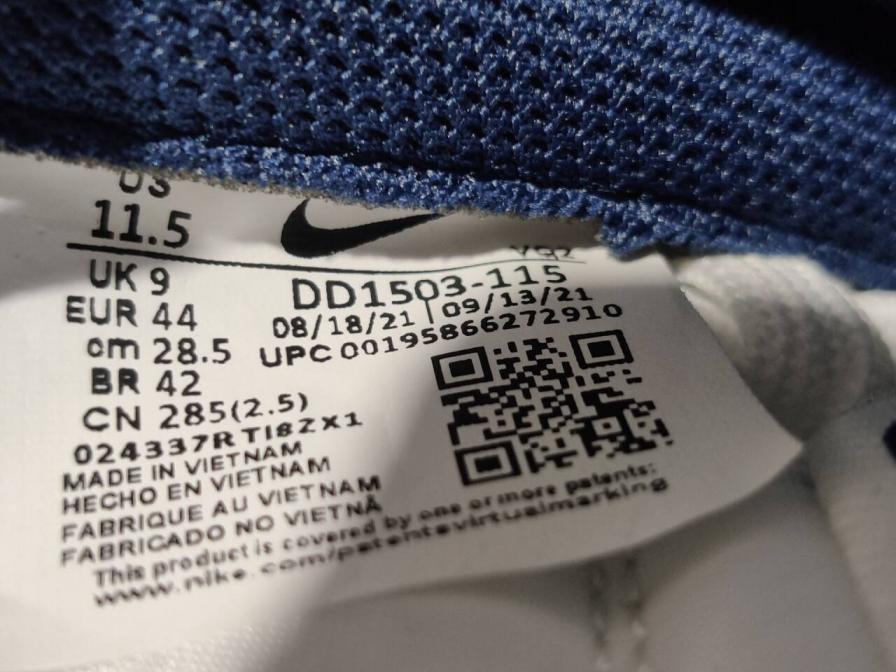 US
11.5
UK 9
EUR 44
cm 28.5
BR 42
CN 285(2.5)
024337R TI8ZX1
MADE IN VIETNAM
HECHO EN VIETNAM
FABRIQUE AU VIETNAM
FABRICADO NO VIETNÃ
This product is covered by one or more patents:
www.nike.com/patentsvirtualmarking
DD1503-115
08/18/21 | 09/13/21
UPC 00195866272910